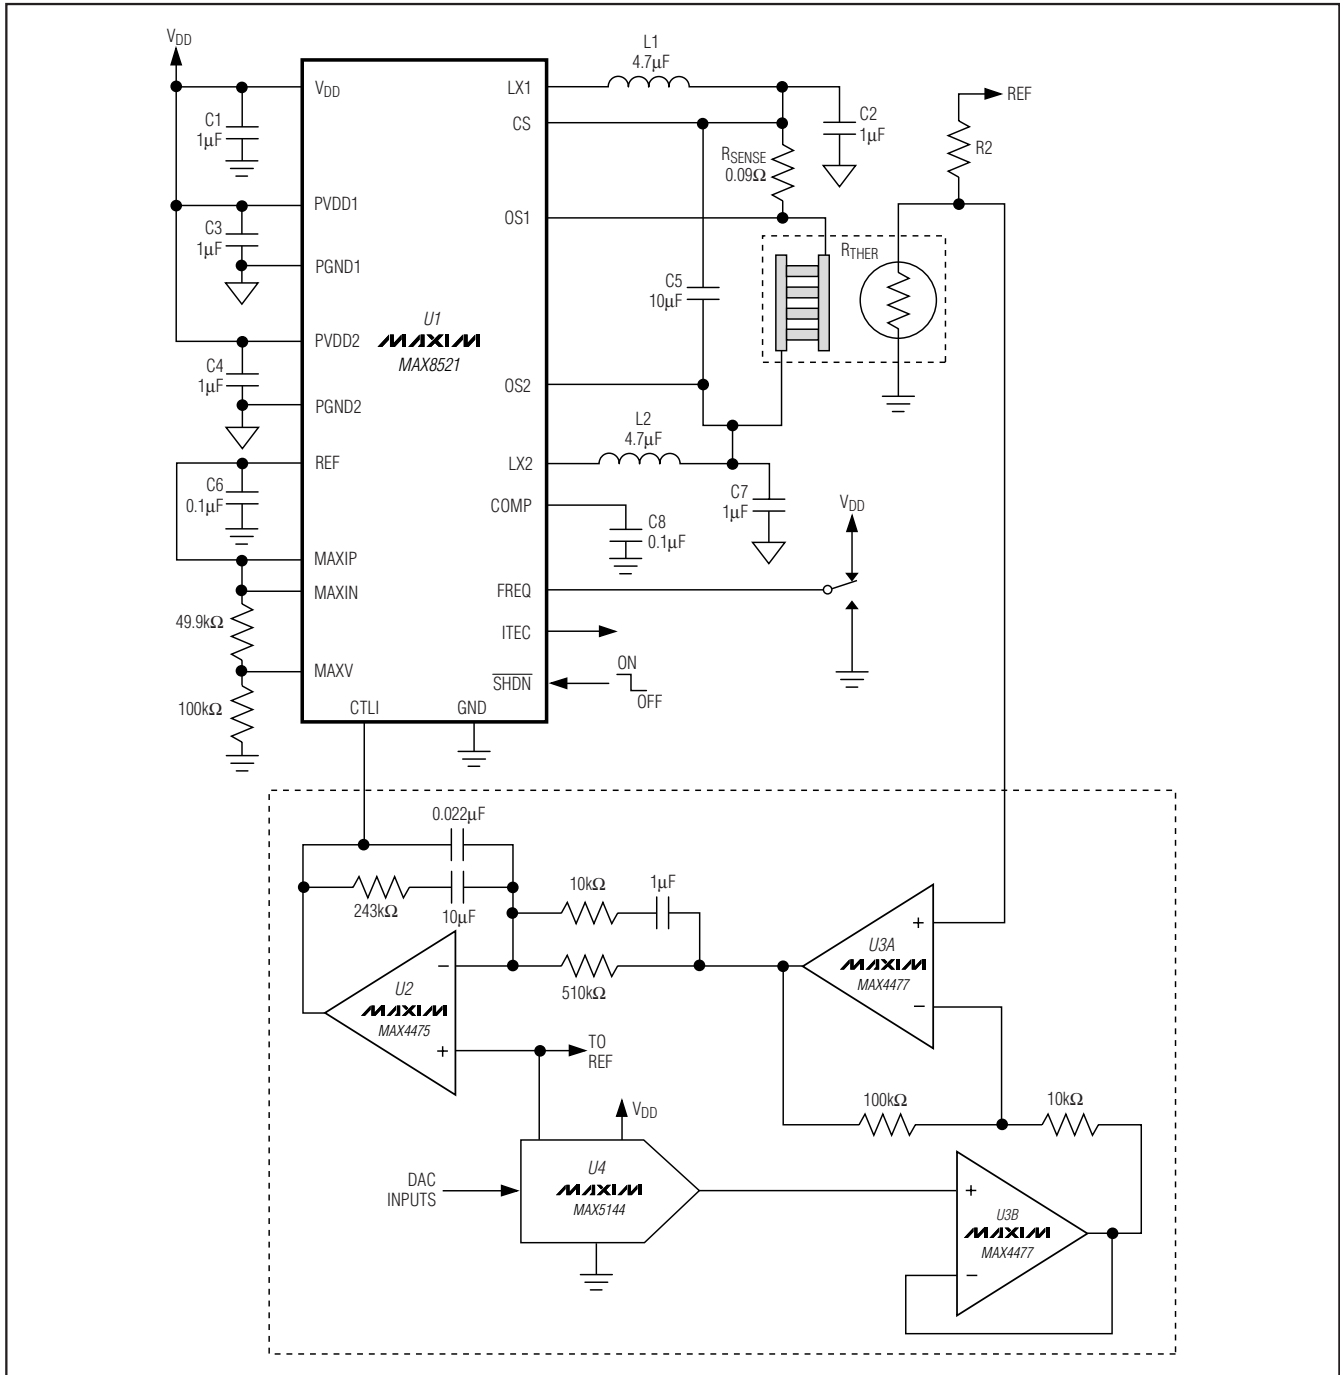 VDD
VDD
C1
1µF
PVDD1
C3
1µF
PGND1
PVDD2
C4
1µF
PGND2
REF
C6
0.1µF
MAXIP
MAXIN
49.9kΩ
MAXV
100kΩ
CTLI
GND
U1
MAXIM
MAX8521
LX1
CS
OS1
OS2
LX2
COMP
FREQ
ITEC
SHDN
L1
4.7µF
C2
1µF
RSENSE
0.09Ω
REF
R2
RTHER
C5
10µF
L2
4.7µF
C7
1µF
C8
0.1µF
VDD
ON
OFF
0.022µF
243kΩ
10µF
10kΩ
1µF
510kΩ
+
U3A
MAXIM
MAX4477
−
−
U2
MAXIM
MAX4475
+
TO
REF
100kΩ
10kΩ
VDD
DAC
INPUTS
U4
MAXIM
MAX5144
+
U3B
MAXIM
MAX4477
−